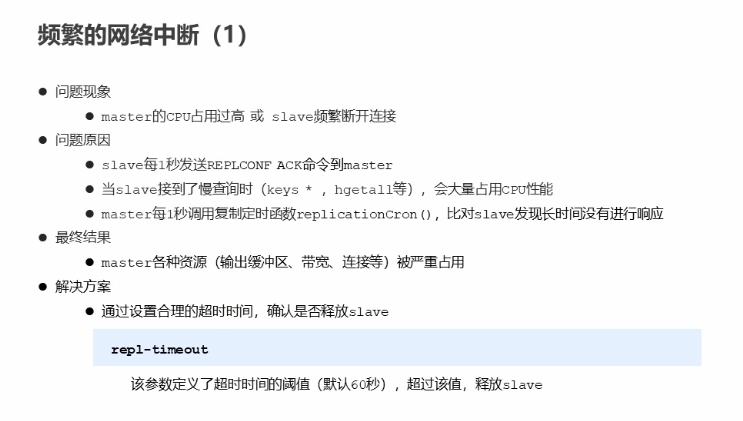 频繁的网络中断（1）
● 问题现象
● master的CPU占用过高 或 slave频繁断开连接
● 问题原因
● slave每1秒发送REPLCONF ACK命令到master
● 当slave接到了慢查询时（keys * ，hgetall等），会大量占用CPU性能
● master每1秒调用复制定时函数replicationCron()，比对slave发现长时间没有进行响应
● 最终结果
● master各种资源（输出缓冲区、带宽、连接等）被严重占用
● 解决方案
● 通过设置合理的超时时间，确认是否释放slave
repl-timeout
该参数定义了超时时间的阈值（默认60秒），超过该值，释放slave